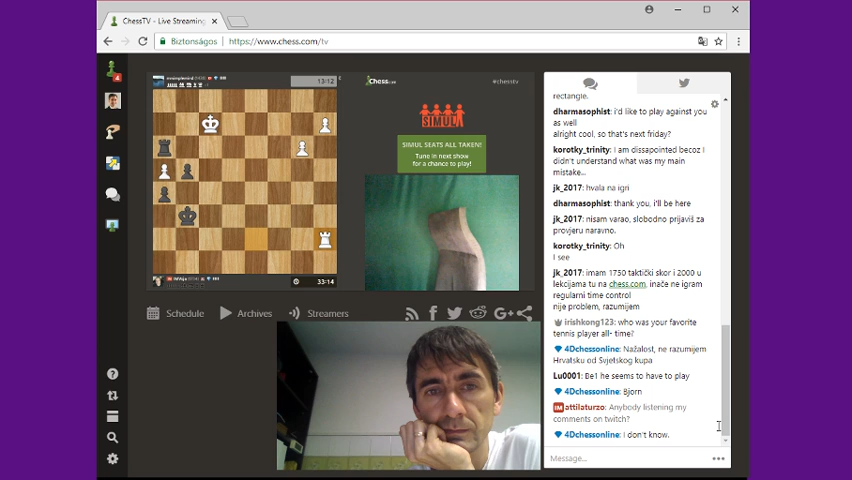 ChessTV - Live Streaming
Biztonságos
https://www.chess.com/tv
4
13:12
33:14
Chess.com
#chesstv
SIMUL
SIMUL SEATS ALL TAKEN!
Tune in next show
for a chance to play!
Schedule
Archives
Streamers
rectangle.
dharmasophist: i'd like to play against you
as well
alright cool, so that's next friday?
korotky_trinity: I am dissapointed becoz I
didn't understand what was my main
mistake...
jk_2017: hvala na igri
dharmasophist: thank you, i'll be here
jk_2017: nisam varao, slobodno prijaviš za
provjeru naravno.
korotky_trinity: Oh
I see
jk_2017: imam 1750 taktički skor i 2000 u
lekcijama tu na chess.com, inače ne igram
regularni time control
nije problem, razumijem
irishkong123: who was your favorite
tennis player all- time?
4Dchessonline: Nažalost, ne razumijem
Hrvatsku od Svjetskog kupa
Lu0001: Be1 he seems to have to play
4Dchessonline: Bjorn
IM attilaturzo: Anybody listening my
comments on twitch?
4Dchessonline: I don't know.
Message...